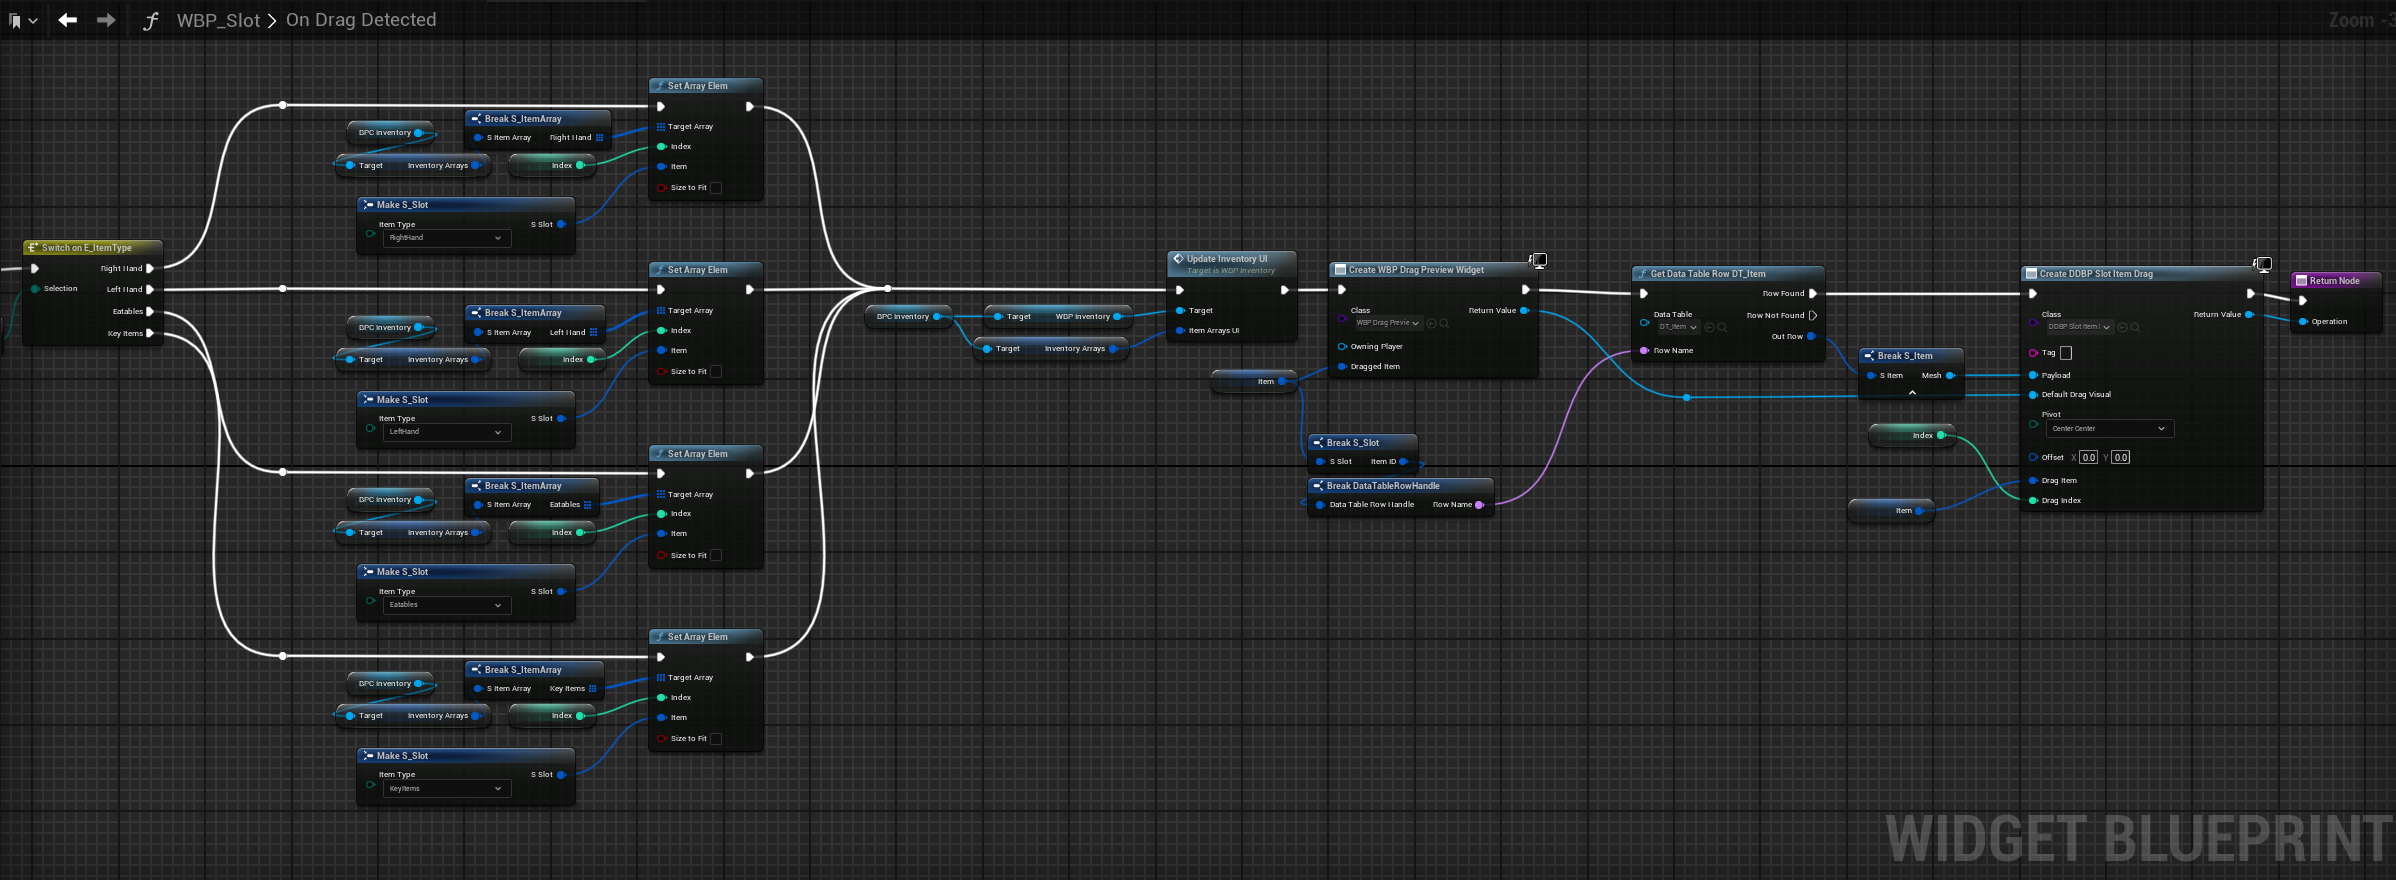 WBP_Slot > On Drag Detected
Zoom -3
Switch on E_ItemType
Right Hand
Selection
Left Hand
Eatables
Key Items
Set Array Elem
Target Array
Index
Item
Size to Fit
BPC Inventory
Break S_ItemArray
S Item Array
Right Hand
Target
Inventory Arrays
Index
Make S_Slot
Item Type
S Slot
RightHand
Set Array Elem
Target Array
Index
Item
Size to Fit
BPC Inventory
Break S_ItemArray
S Item Array
Left Hand
Target
Inventory Arrays
Index
Make S_Slot
Item Type
S Slot
LeftHand
Set Array Elem
Target Array
Index
Item
Size to Fit
BPC Inventory
Break S_ItemArray
S Item Array
Eatables
Target
Inventory Arrays
Index
Make S_Slot
Item Type
S Slot
Eatables
Set Array Elem
Target Array
Index
Item
Size to Fit
BPC Inventory
Break S_ItemArray
S Item Array
Key Items
Target
Inventory Arrays
Index
Make S_Slot
Item Type
S Slot
KeyItems
BPC Inventory
Target
WBP Inventory
Target
Inventory Arrays
Update Inventory UI
Target is WBP Inventory
Target
Item Arrays UI
Create WBP Drag Preview Widget
Class
Return Value
WBP Drag Previe
Owning Player
Dragged Item
Item
Break S_Slot
S Slot
Item ID
Break DataTableRowHandle
Data Table Row Handle
Row Name
Get Data Table Row DT_Item
Row Found
Data Table
Row Not Found
DT_Item
Out Row
Row Name
Break S_Item
S Item
Mesh
Index
Item
Create DDBP Slot Item Drag
Class
Return Value
DDBP Slot Item I
Tag
Payload
Default Drag Visual
Pivot
Center Center
Offset X 0.0 Y 0.0
Drag Item
Drag Index
Return Node
Operation
WIDGET BLUEPRINT